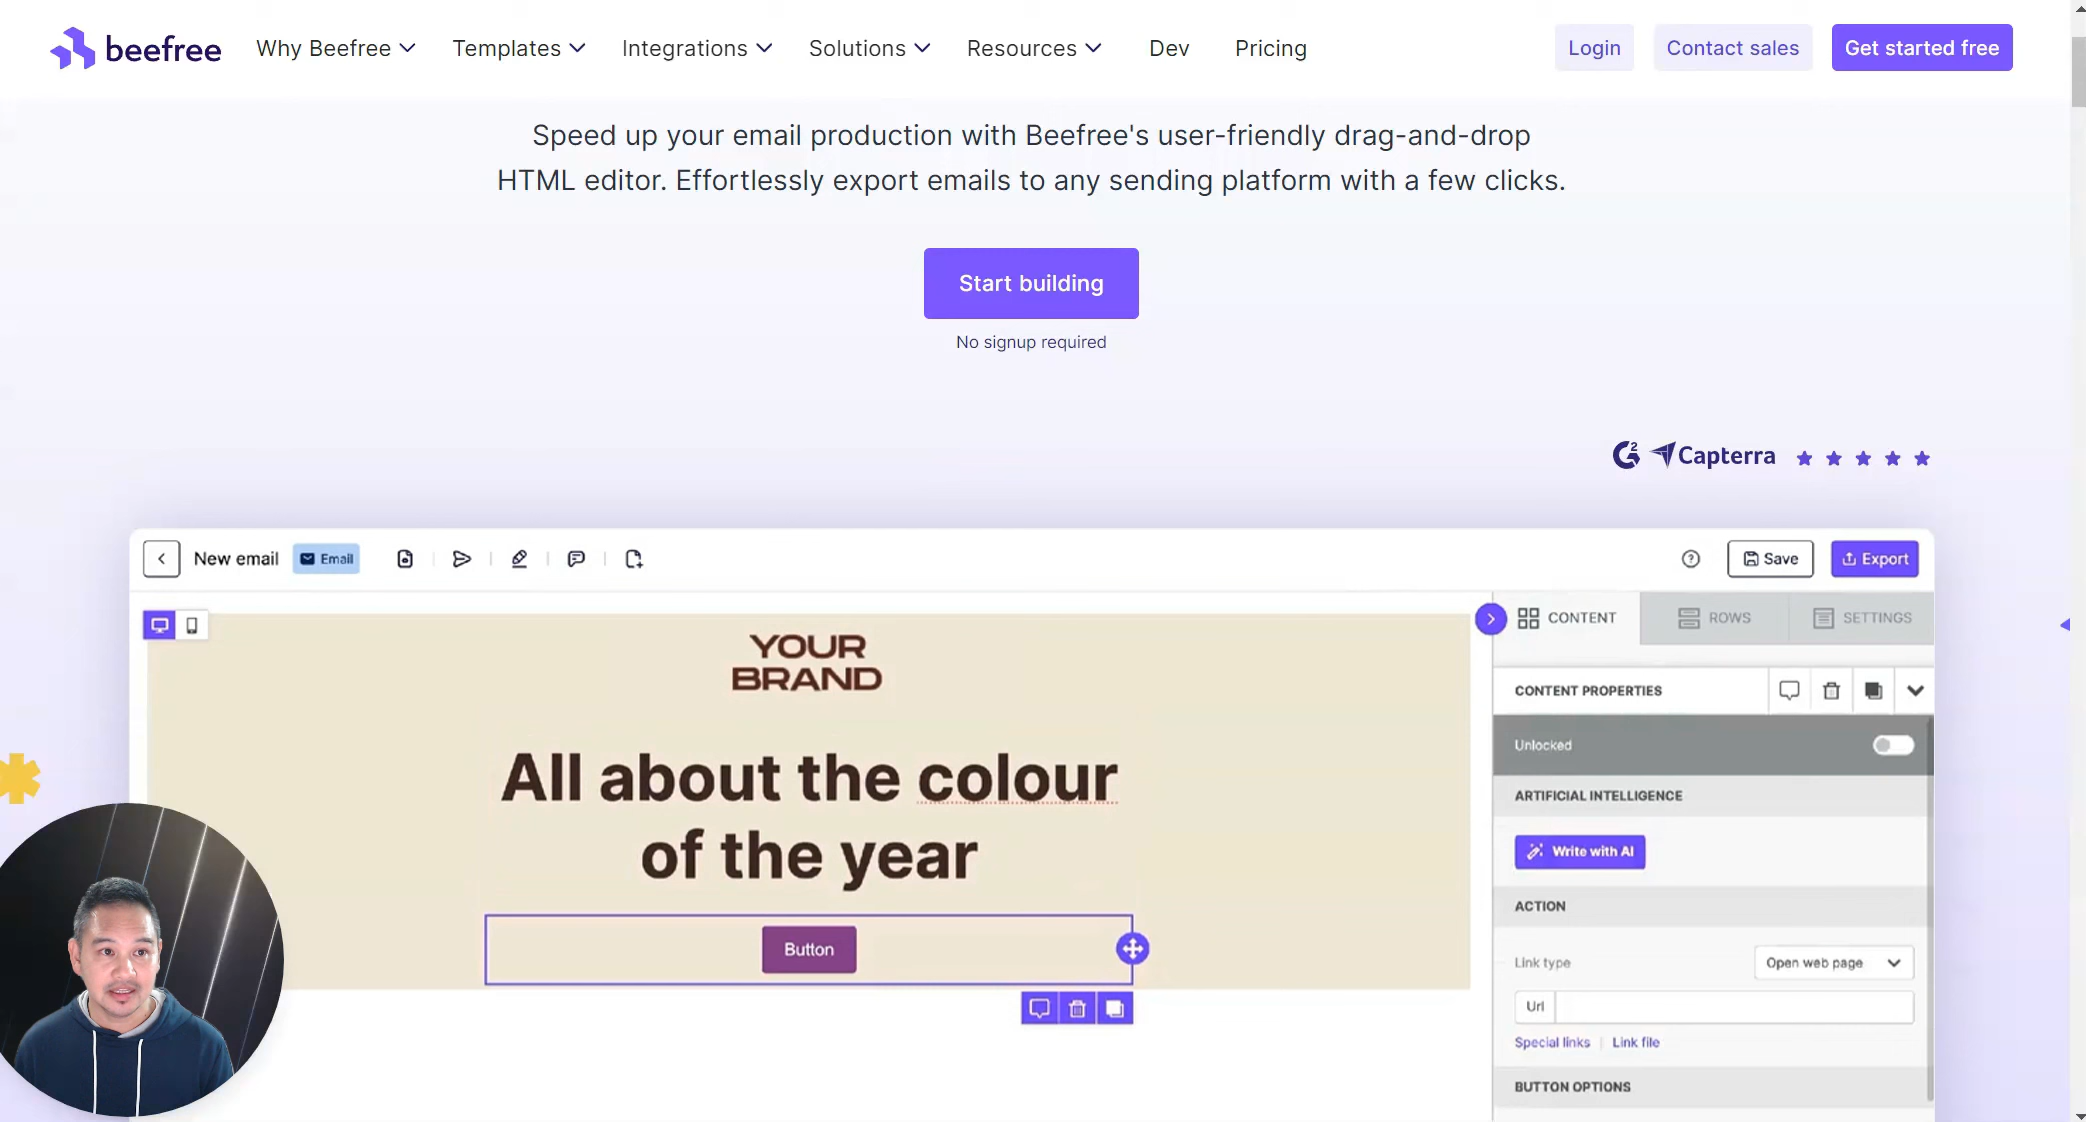 beefree
Why Beefree
Templates
Integrations
Solutions
Resources
Dev
Pricing
Login
Contact sales
Get started free
Speed up your email production with Beefree's user-friendly drag-and-drop
HTML editor. Effortlessly export emails to any sending platform with a few clicks.
Start building
No signup required
G2
Capterra
New email
Email
Save
Export
YOUR
BRAND
All about the colour
of the year
Button
CONTENT
ROWS
SETTINGS
CONTENT PROPERTIES
Unlocked
ARTIFICIAL INTELLIGENCE
Write with AI
ACTION
Link type
Open web page
Url
Special links
Link file
BUTTON OPTIONS